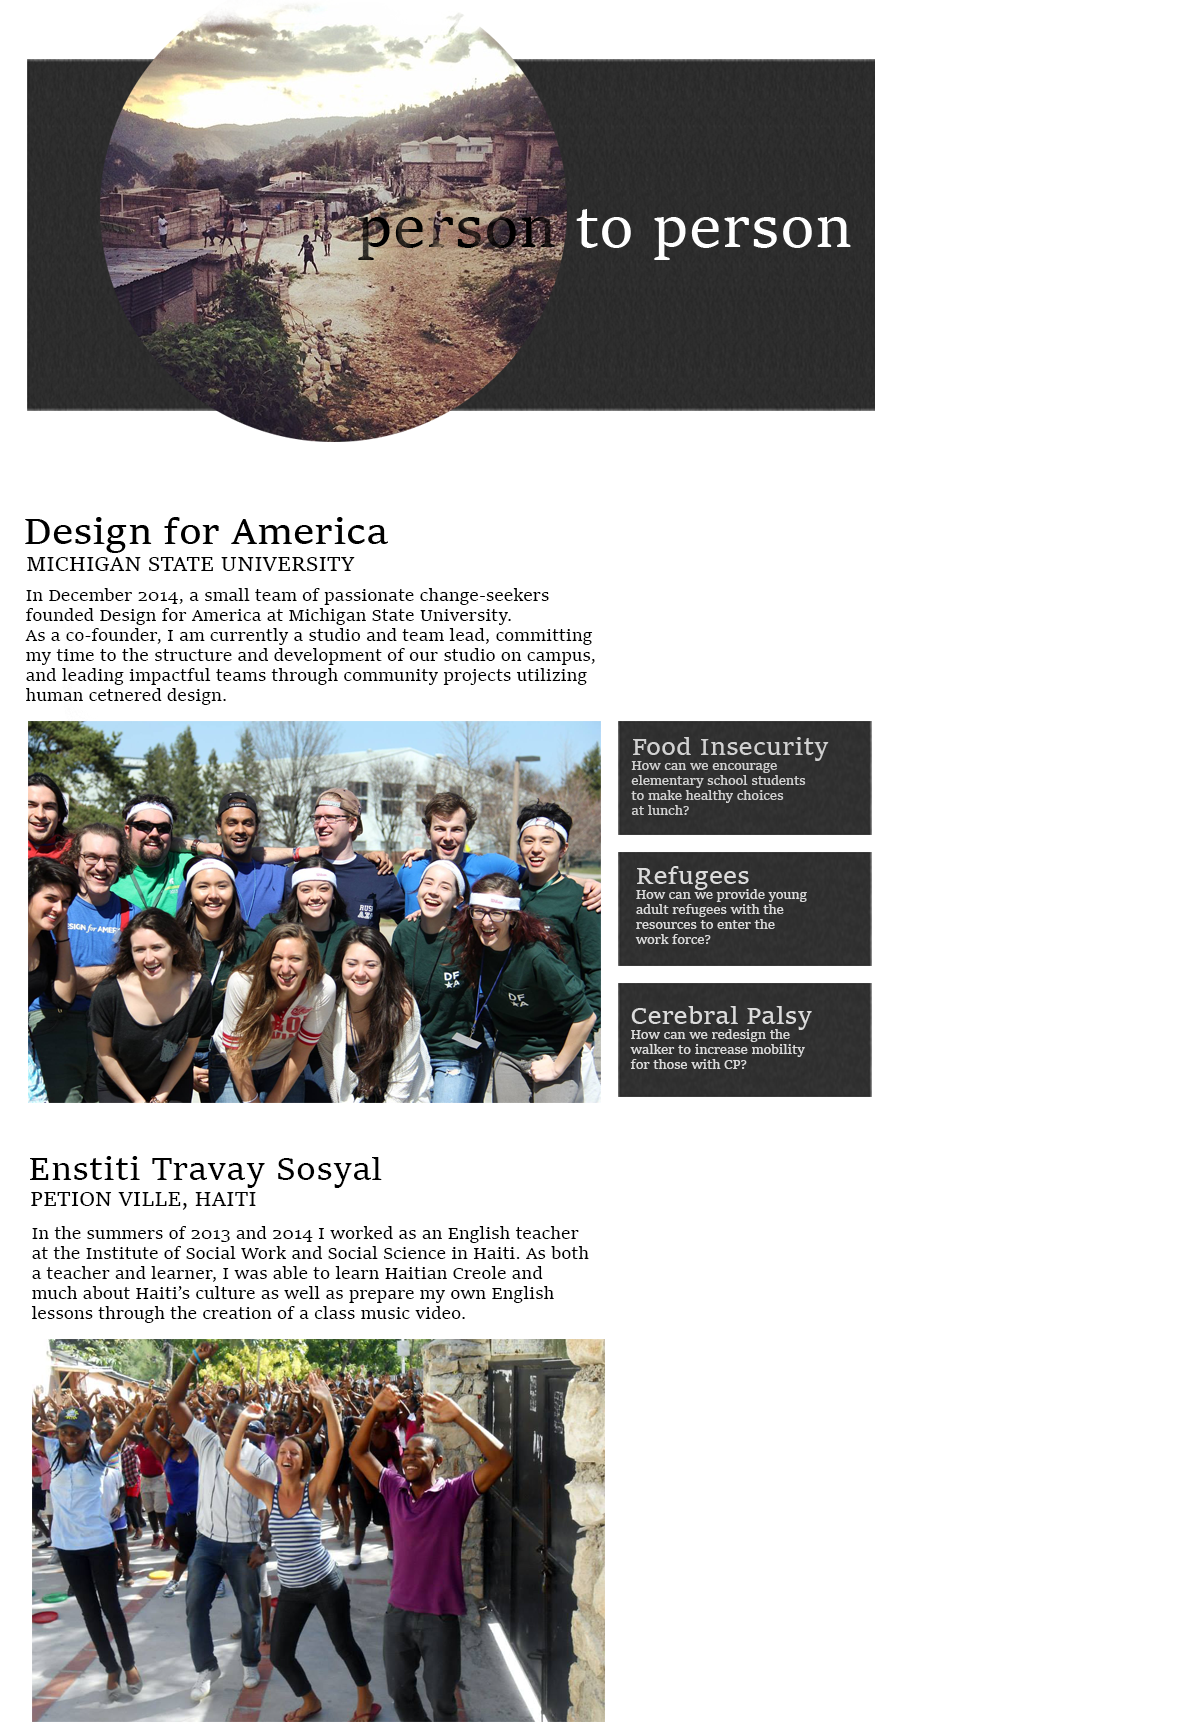 person to person
Design for America
MICHIGAN STATE UNIVERSITY
In December 2014, a small team of passionate change-seekers
founded Design for America at Michigan State University.
As a co-founder, I am currently a studio and team lead, committing
my time to the structure and development of our studio on campus,
and leading impactful teams through community projects utilizing
human cetnered design.
SIGN for AMER
DF
A
DF
A
Food Insecurity
How can we encourage
elementary school students
to make healthy choices
at lunch?
Refugees
How can we provide young
adult refugees with the
resources to enter the
work force?
Cerebral Palsy
How can we redesign the
walker to increase mobility
for those with CP?
Enstiti Travay Sosyal
PETION VILLE, HAITI
In the summers of 2013 and 2014 I worked as an English teacher
at the Institute of Social Work and Social Science in Haiti. As both
a teacher and learner, I was able to learn Haitian Creole and
much about Haiti’s culture as well as prepare my own English
lessons through the creation of a class music video.